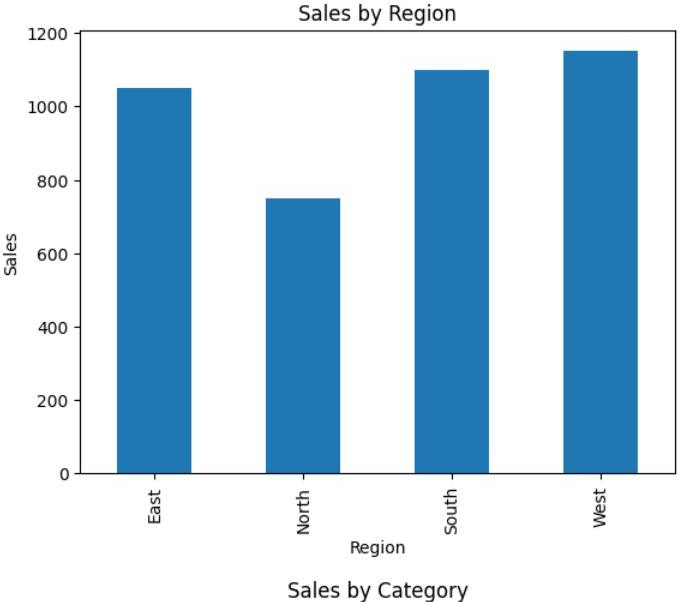 Sales by Region
1200
1000
800
600
400
200
0
Sales
East
North
South
West
Region
Sales by Category